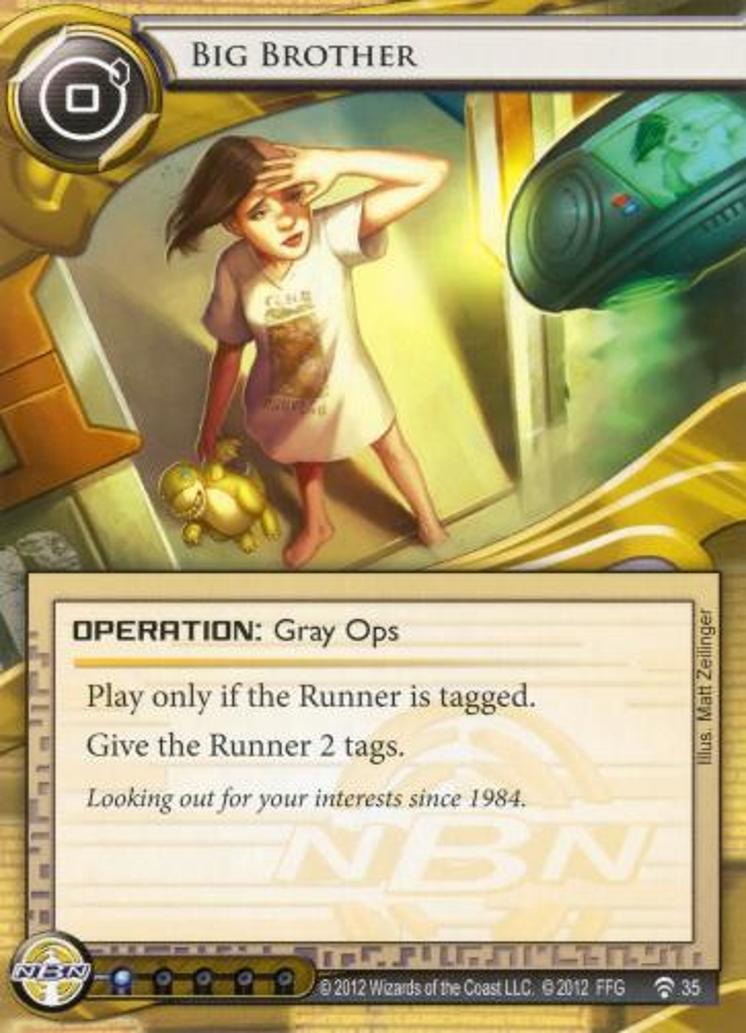 BIG BROTHER
OPERATION: Gray Ops
Play only if the Runner is tagged.
Give the Runner 2 tags.
Looking out for your interests since 1984.
NBN
Illus. Matt Zeilinger
NBN
© 2012 Wizards of the Coast LLC. © 2012 FFG 35